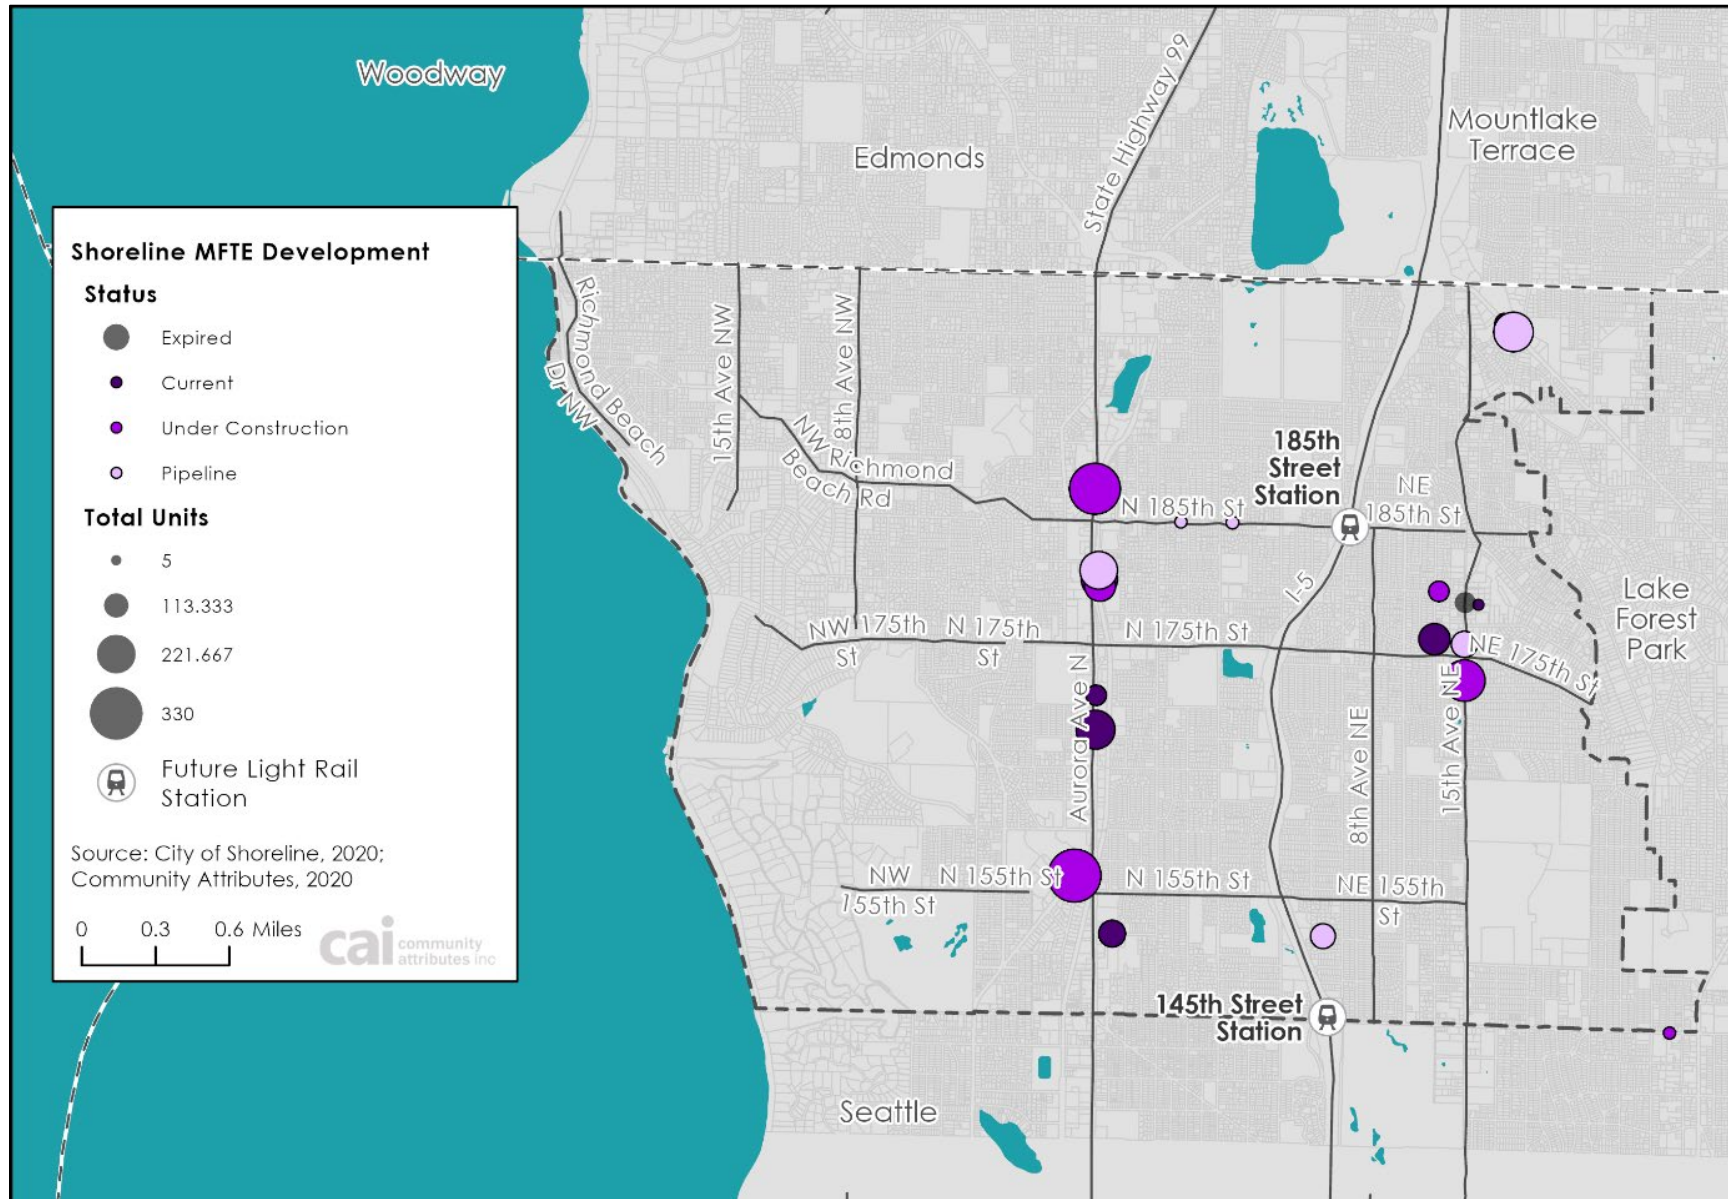 Woodway
Edmonds
State Highway 99
Mountlake
Terrace
Shoreline MFTE Development
Status
Expired
Current
Under Construction
Pipeline
Total Units
5
113.333
221.667
330
Future Light Rail
Station
Source: City of Shoreline, 2020;
Community Attributes, 2020
0 0.3 0.6 Miles
cai community
attributes inc
Richmond Beach
Dr NW
15th Ave NW
8th Ave NW
NW Richmond
Beach Rd
185th
Street
Station
N 185th St
NE
185th St
I-5
Lake
Forest
Park
NW 175th
St
N 175th
St
N 175th St
NE 175th St
Aurora Ave N
8th Ave NE
15th Ave NE
NW
155th St
N 155th St
N 155th St
NE 155th
St
145th Street
Station
Seattle